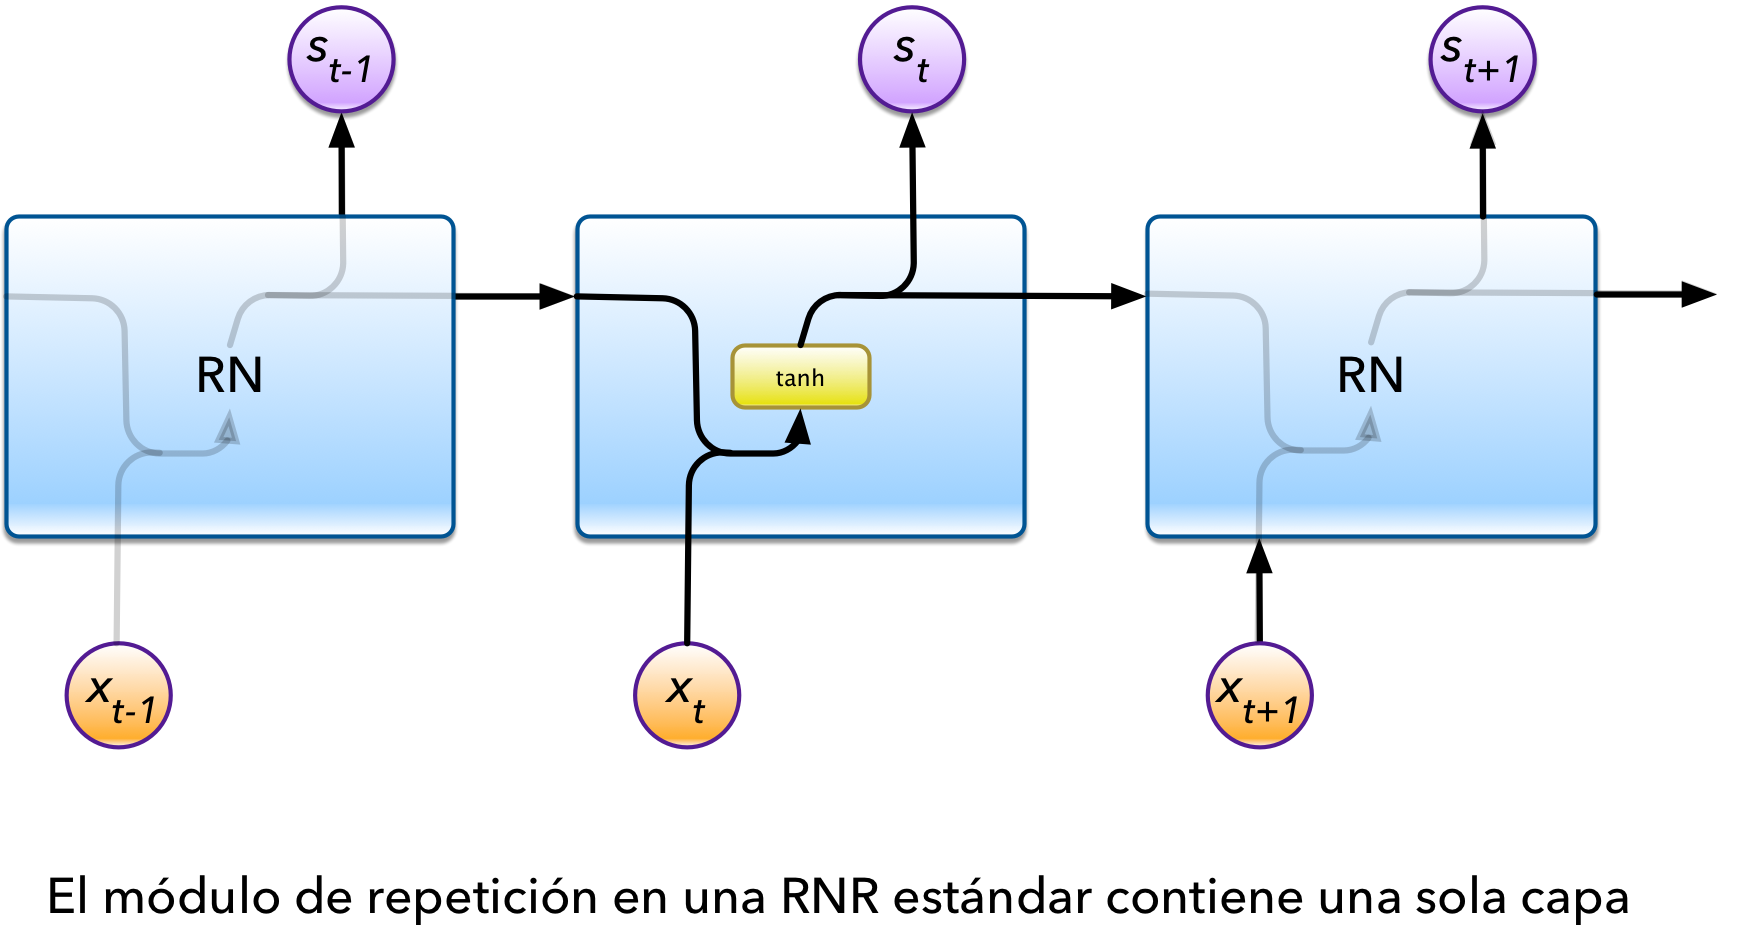 s_{t-1} s_t s_{t+1}
RN tanh RN
x_{t-1} x_t x_{t+1}
El módulo de repetición en una RNR estándar contiene una sola capa